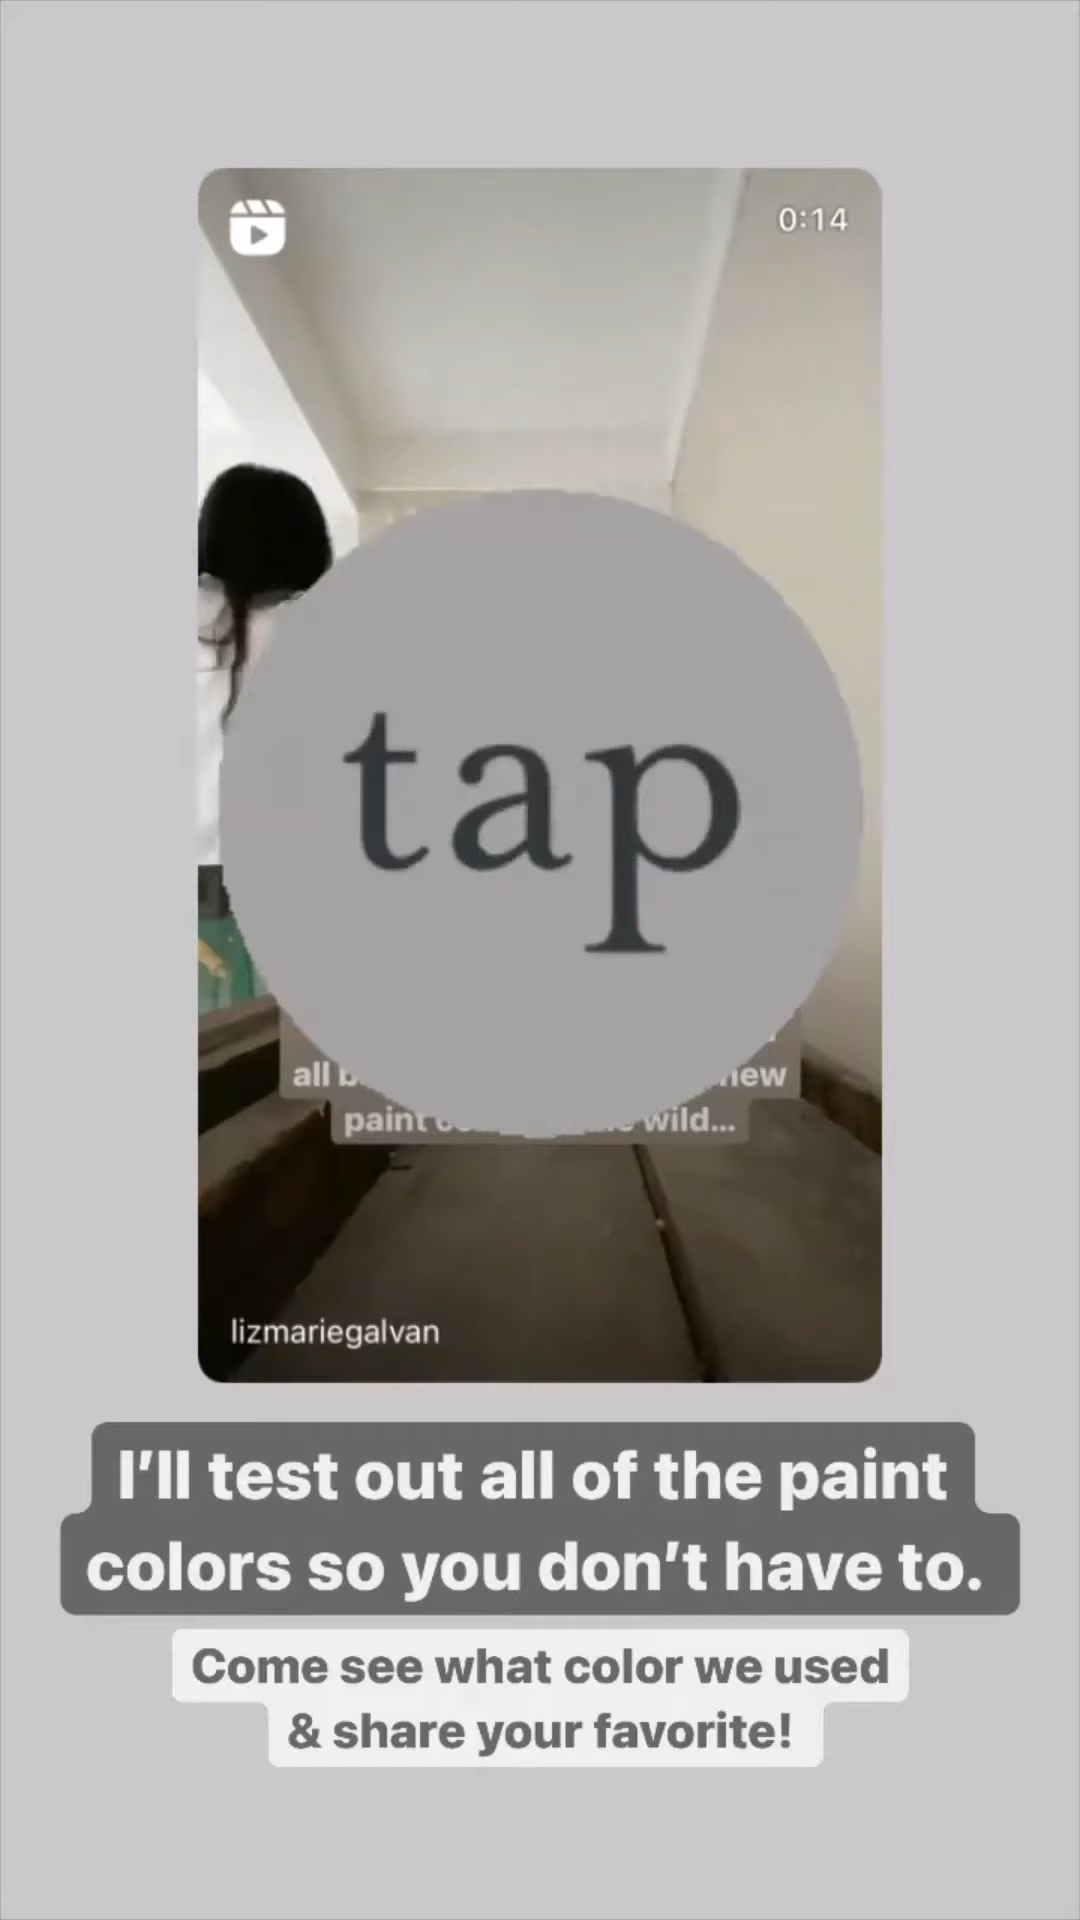 0:14
tap
all
paint wild...
lizmariegalvan
I'll test out all of the paint
colors so you don't have to.
Come see what color we used
& share your favorite!